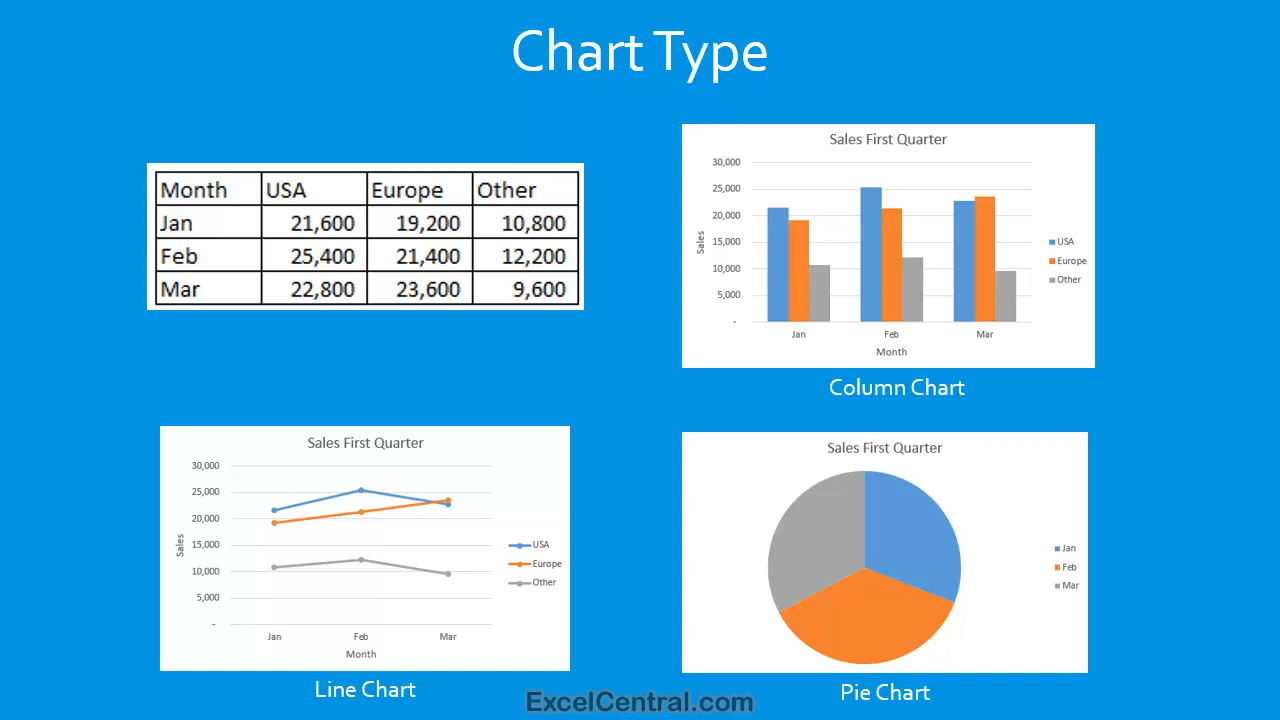 Chart Type
Month USA Europe Other
Jan 21,600 19,200 10,800
Feb 25,400 21,400 12,200
Mar 22,800 23,600 9,600
Sales First Quarter
30,000
25,000
20,000
15,000
10,000
5,000
-
Sales
Jan Feb Mar
Month
USA
Europe
Other
Column Chart
Sales First Quarter
30,000
25,000
20,000
15,000
10,000
5,000
-
Sales
Jan Feb Mar
Month
USA
Europe
Other
Line Chart
Sales First Quarter
Jan
Feb
Mar
Pie Chart
ExcelCentral.com